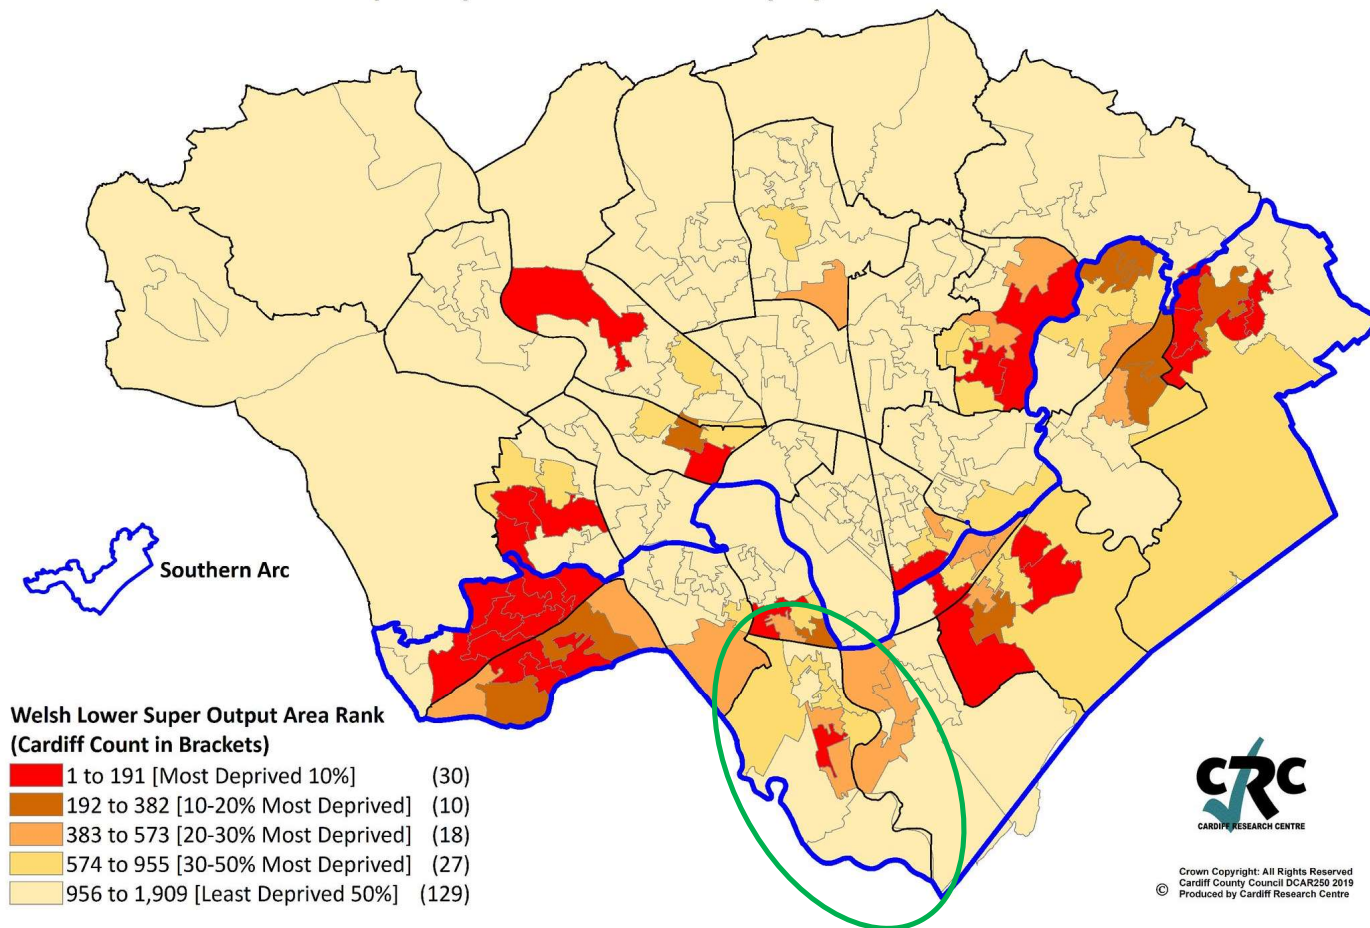 Southern Arc
Welsh Lower Super Output Area Rank
(Cardiff Count in Brackets)
1 to 191 [Most Deprived 10%] (30)
192 to 382 [10-20% Most Deprived] (10)
383 to 573 [20-30% Most Deprived] (18)
574 to 955 [30-50% Most Deprived] (27)
956 to 1,909 [Least Deprived 50%] (129)
CRC
CARDIFF RESEARCH CENTRE
Crown Copyright: All Rights Reserved
© Cardiff County Council DCAR250 2019
Produced by Cardiff Research Centre